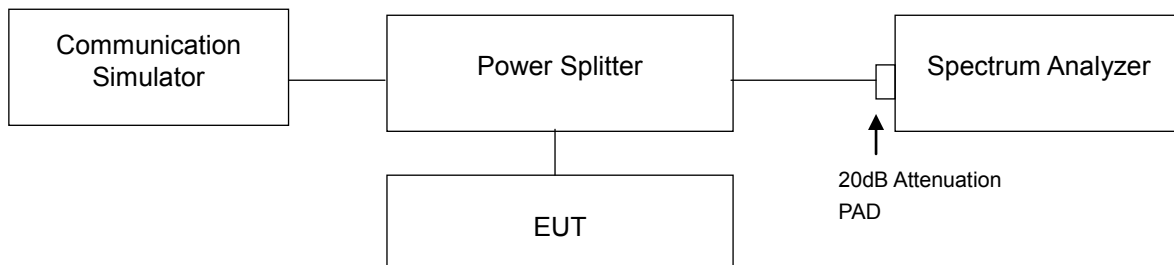 Communication
Simulator
Power Splitter
Spectrum Analyzer
20dB Attenuation
PAD
EUT